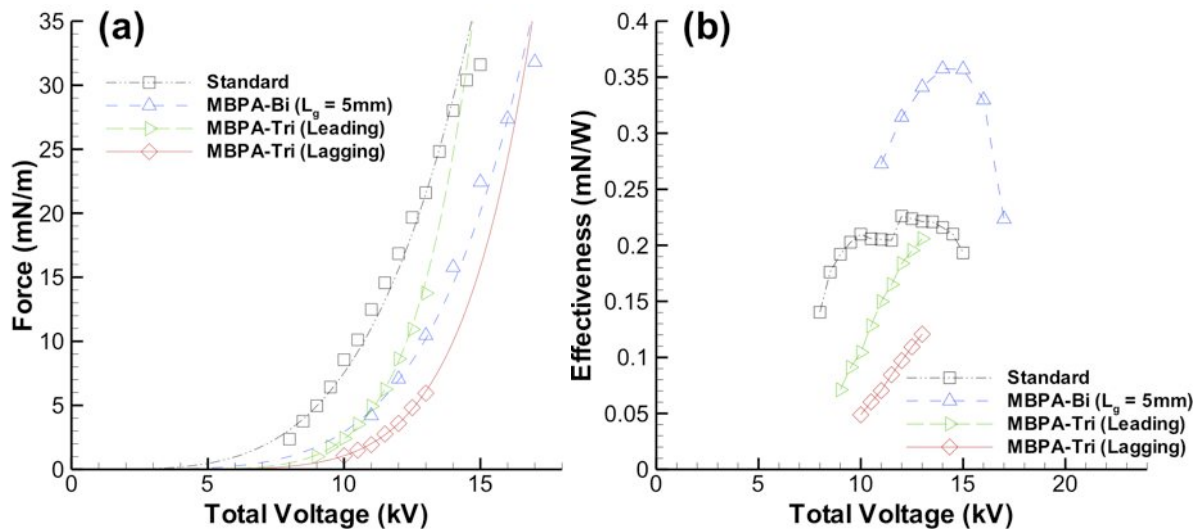 (a)
35
30
25
20
15
10
5
0
Force (mN/m)
Standard
MBPA-Bi (Lg = 5mm)
MBPA-Tri (Leading)
MBPA-Tri (Lagging)
0 5 10 15
Total Voltage (kV)
(b)
0.4
0.35
0.3
0.25
0.2
0.15
0.1
0.05
0
Effectiveness (mN/W)
Standard
MBPA-Bi (Lg = 5mm)
MBPA-Tri (Leading)
MBPA-Tri (Lagging)
0 5 10 15 20
Total Voltage (kV)